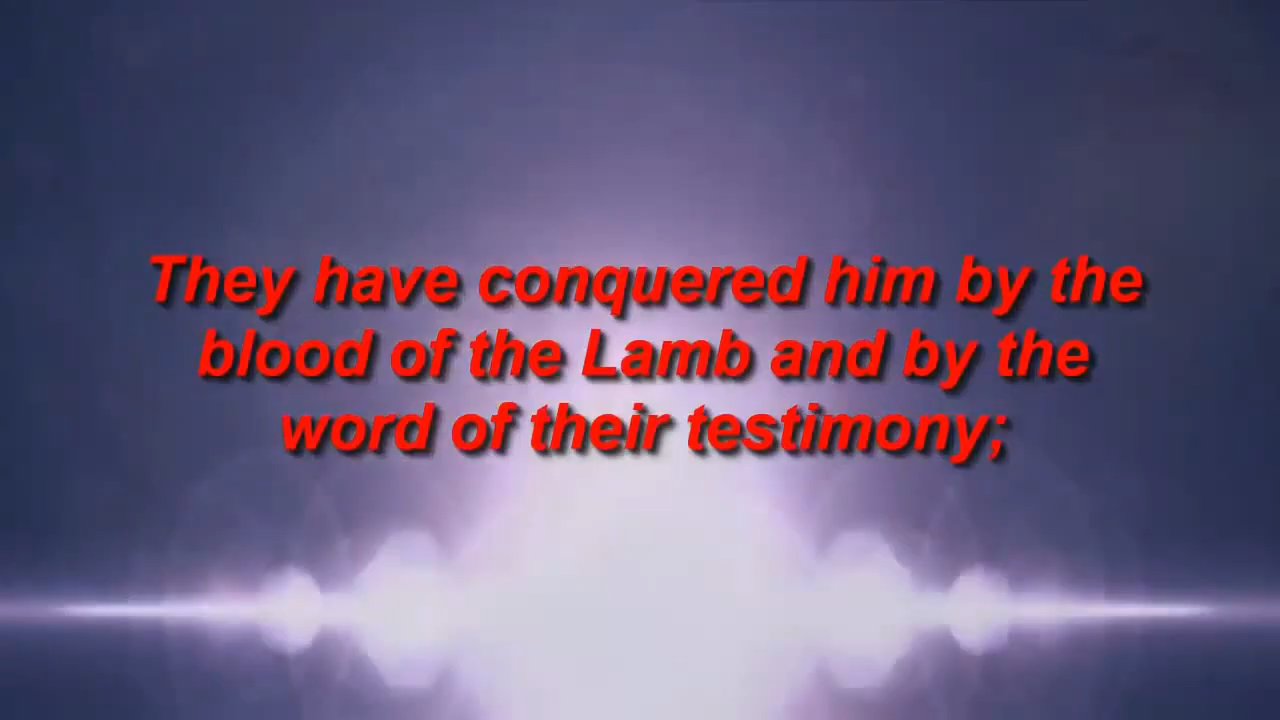 They have conquered him by the
blood of the Lamb and by the
word of their testimony;